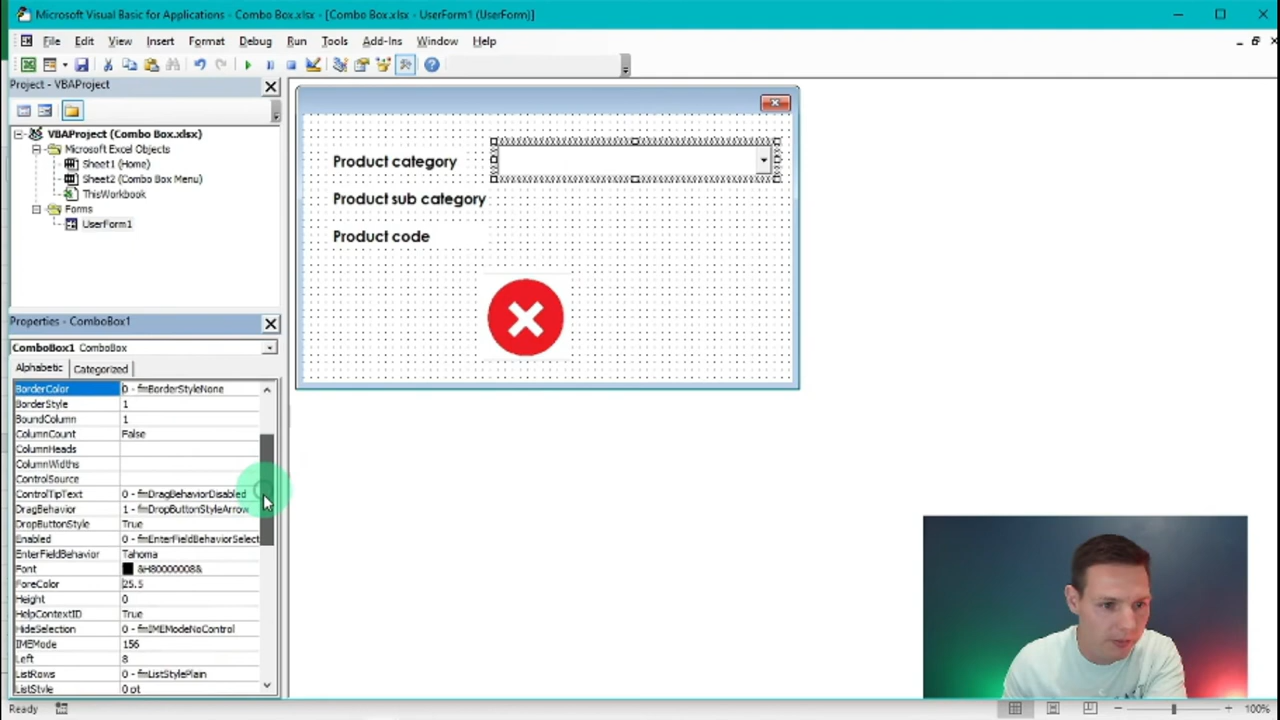 Microsoft Visual Basic for Applications - Combo Box.xlsx - [Combo Box.xlsx - UserForm1 (UserForm)]
File Edit View Insert Format Debug Run Tools Add-Ins Window Help
Project - VBAProject
VBAProject (Combo Box.xlsx)
Microsoft Excel Objects
Sheet1 (Home)
Sheet2 (Combo Box Menu)
ThisWorkbook
Forms
UserForm1
Product category
Product sub category
Product code
Properties - ComboBox1
ComboBox1 ComboBox
Alphabetic Categorized
BorderColor 0 - fmBorderStyleNone
BorderStyle 1
BoundColumn 1
ColumnCount False
ColumnHeads
ColumnWidths
ControlSource
ControlTipText 0 - fmDragBehaviorDisabled
DragBehavior 1 - fmDropButtonStyleArrow
DropButtonStyle True
Enabled 0 - fmEnterFieldBehaviorSelect
EnterFieldBehavior Tahoma
Font &H80000008&
ForeColor 25.5
Height 0
HelpContextID True
HideSelection 0 - fmIMEModeNoControl
IMEMode 156
Left 8
ListRows 0 - fmListStylePlain
ListStyle 0 pt
Ready
100%